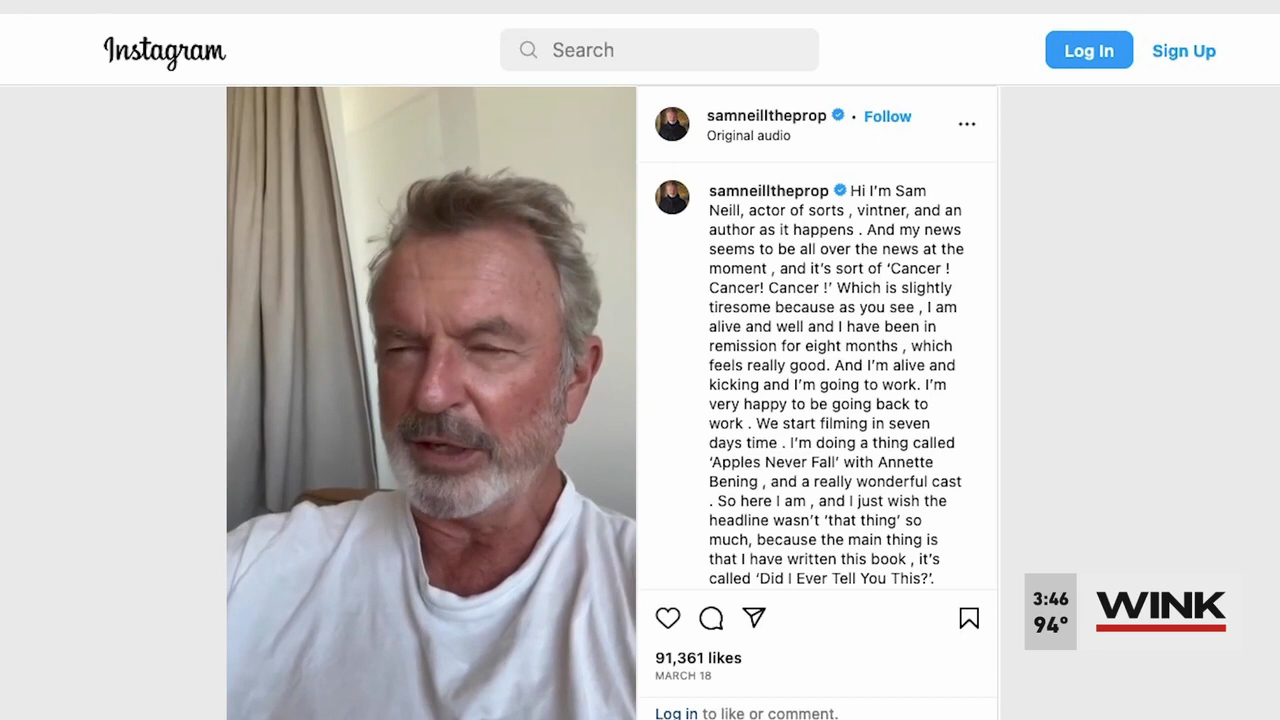 Instagram
Search
Log In
Sign Up
samneilltheprop • Follow
Original audio
...
samneilltheprop Hi I'm Sam
Neill, actor of sorts , vintner, and an
author as it happens . And my news
seems to be all over the news at the
moment , and it's sort of ‘Cancer !
Cancer! Cancer !’ Which is slightly
tiresome because as you see , I am
alive and well and I have been in
remission for eight months , which
feels really good. And I'm alive and
kicking and I'm going to work. I'm
very happy to be going back to
work . We start filming in seven
days time . I'm doing a thing called
‘Apples Never Fall’ with Annette
Bening , and a really wonderful cast
. So here I am , and I just wish the
headline wasn't ‘that thing’ so
much, because the main thing is
that I have written this book , it's
called ‘Did I Ever Tell You This?’.
91,361 likes
MARCH 18
Log in to like or comment.
3:46
94°
WINK